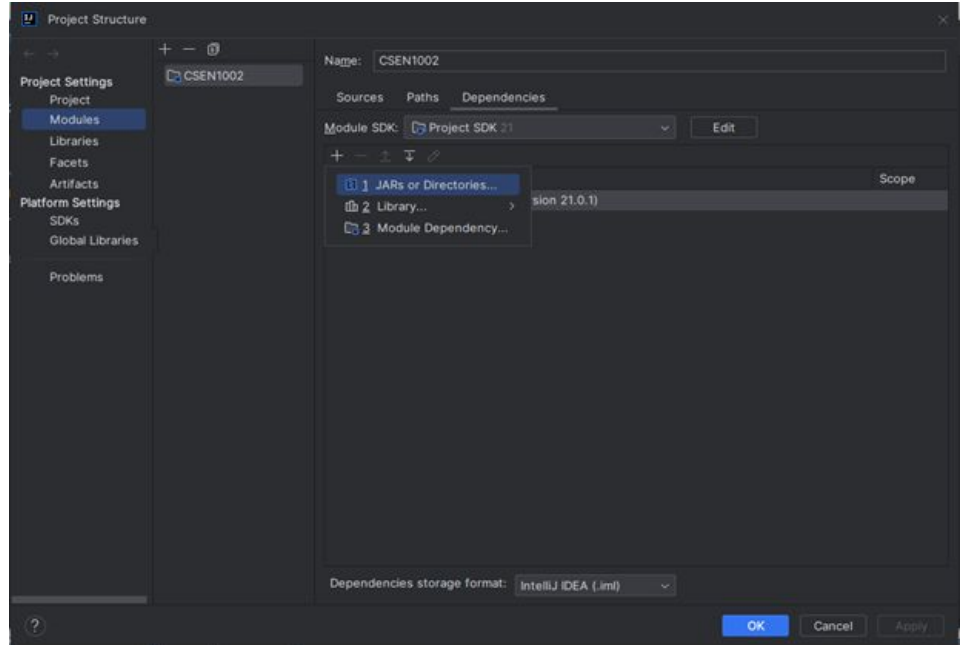 Project Structure
Project Settings
Project
Modules
Libraries
Facets
Artifacts
Platform Settings
SDKs
Global Libraries
Problems
CSEN1002
Name: CSEN1002
Sources Paths Dependencies
Module SDK: Project SDK 21 Edit
Scope
1 JARs or Directories...
sion 21.0.1)
2 Library...
3 Module Dependency...
Dependencies storage format: IntelliJ IDEA (.iml)
? OK Cancel Apply